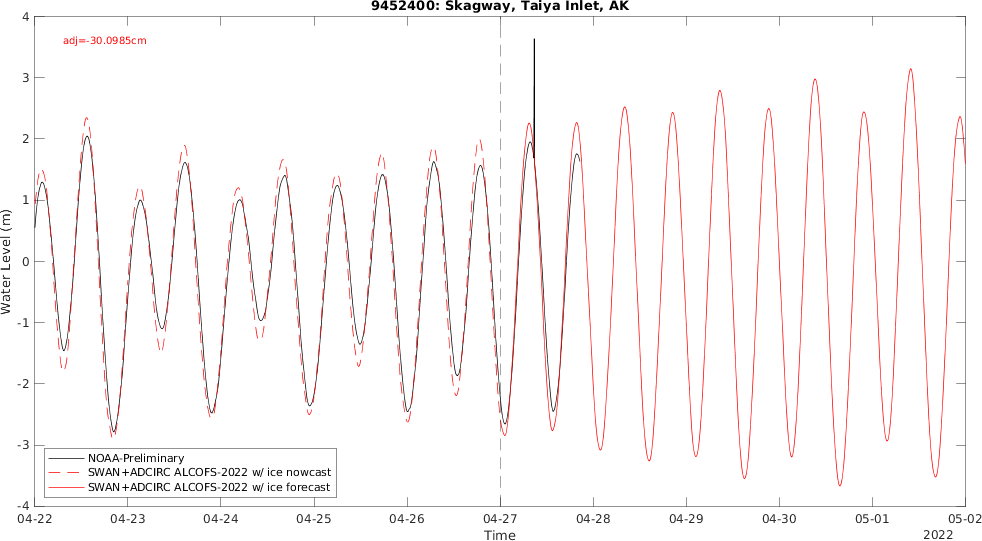 9452400: Skagway, Taiya Inlet, AK
adj=-30.0985cm
4
3
2
1
0
-1
-2
-3
-4
Water Level (m)
NOAA-Preliminary
SWAN+ADCIRC ALCOFS-2022 w/ ice nowcast
SWAN+ADCIRC ALCOFS-2022 w/ ice forecast
04-22 04-23 04-24 04-25 04-26 04-27 04-28 04-29 04-30 05-01 05-02
Time
2022